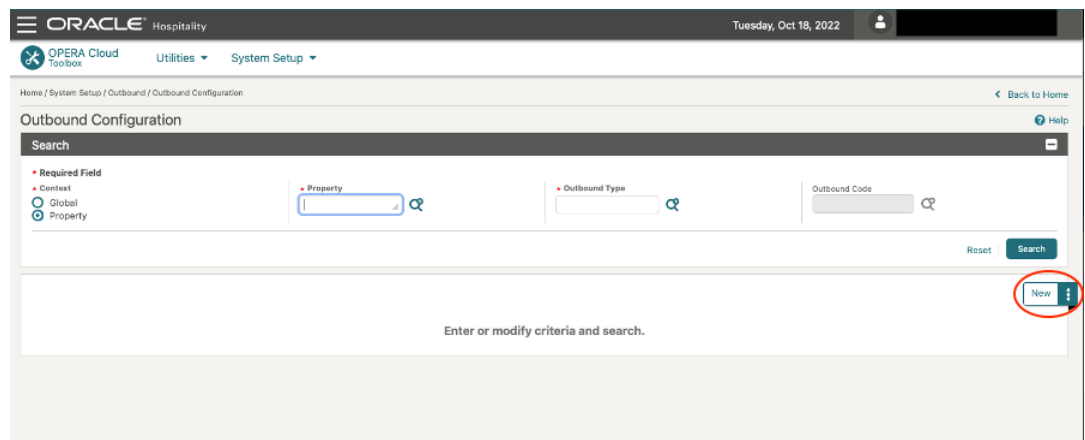 ORACLE Hospitality
Tuesday, Oct 18, 2022
OPERA Cloud
Toolbox
Utilities
System Setup
Home / System Setup / Outbound / Outbound Configuration
Back to Home
Outbound Configuration
Help
Search
* Required Field
* Context
Global
Property
* Property
* Outbound Type
Outbound Code
Reset
Search
New
Enter or modify criteria and search.